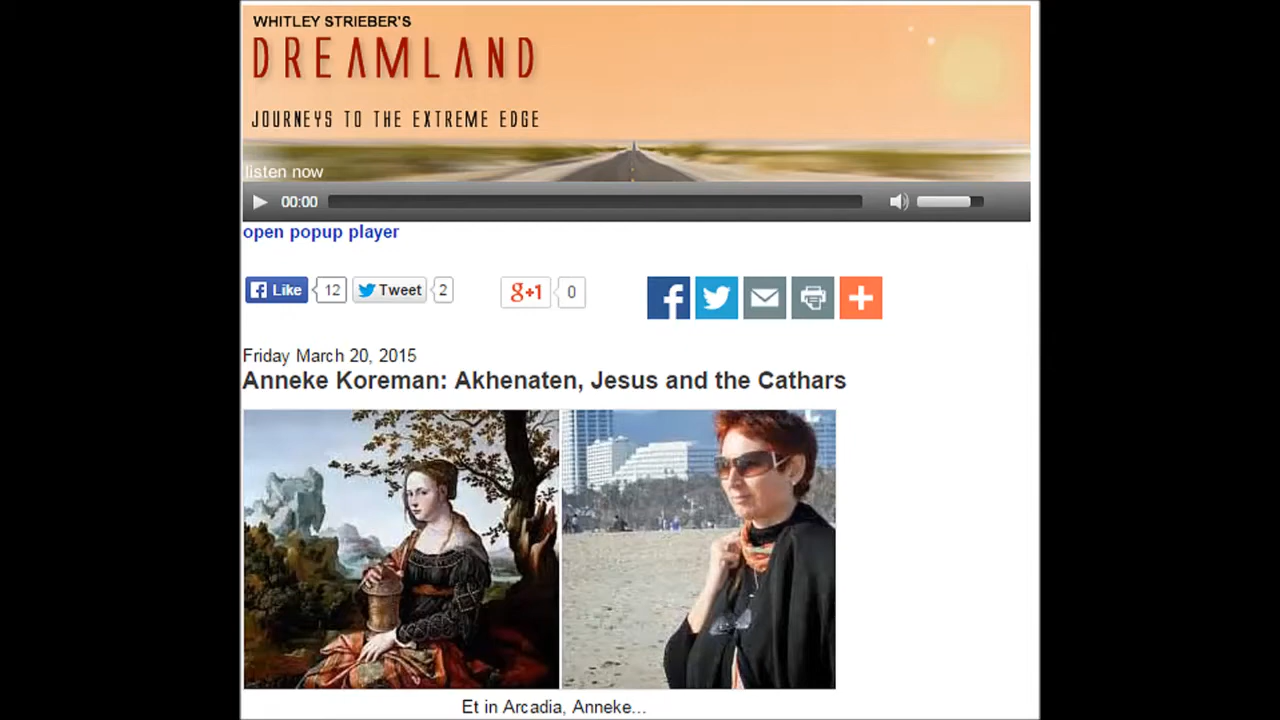 WHITLEY STRIEBER'S
DREAMLAND
JOURNEYS TO THE EXTREME EDGE
listen now
00:00
open popup player
Like 12 Tweet 2 g+1 0
Friday March 20, 2015
Anneke Koreman: Akhenaten, Jesus and the Cathars
Et in Arcadia, Anneke...